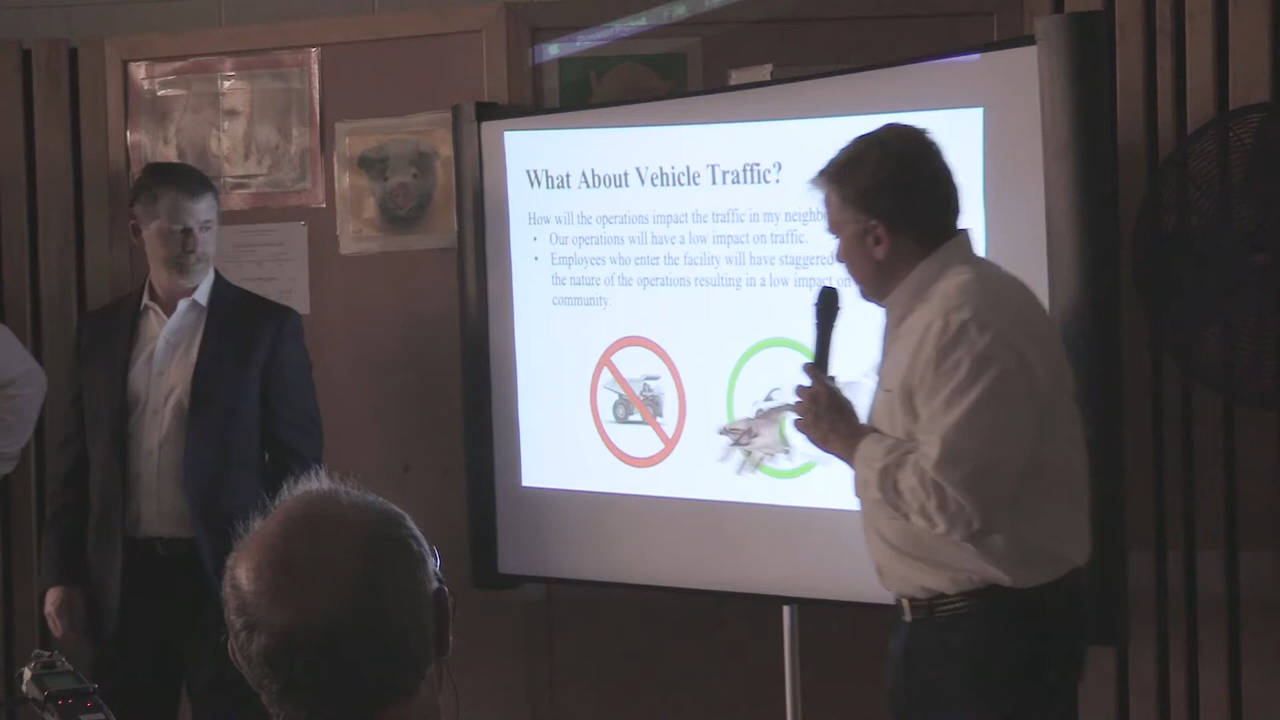 What About Vehicle Traffic?
How will the operations impact the traffic in my neighb
• Our operations will have a low impact on traffic.
• Employees who enter the facility will have staggered
the nature of the operations resulting in a low impact on
community.